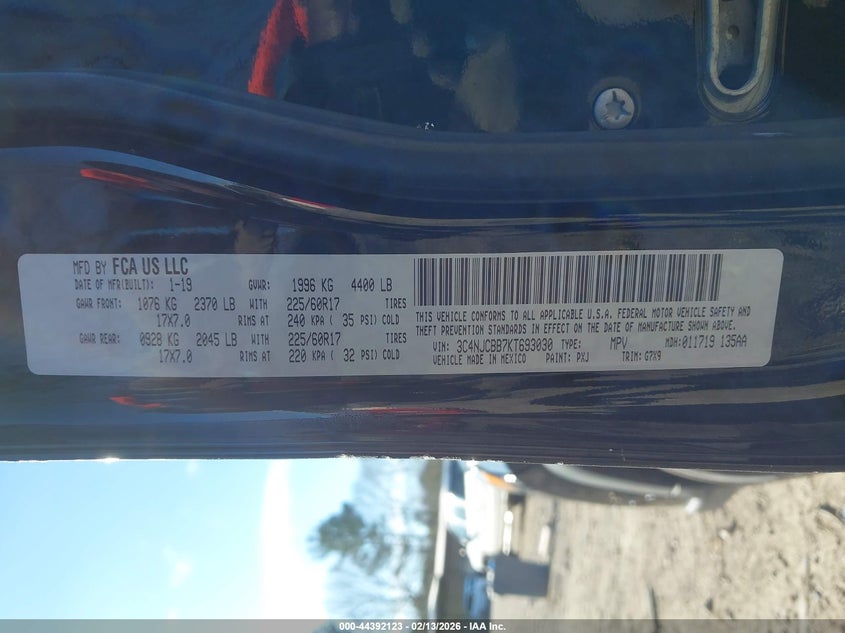 MFD BY FCA US LLC
DATE OF MFR(BUILT): 1-19 GVWR: 1996 KG 4400 LB
GAWR FRONT: 1076 KG 2370 LB WITH 225/60R17 TIRES
17X7.0 RIMS AT 240 KPA ( 35 PSI) COLD
GAWR REAR: 0928 KG 2045 LB WITH 225/60R17 TIRES
17X7.0 RIMS AT 220 KPA ( 32 PSI) COLD
THIS VEHICLE CONFORMS TO ALL APPLICABLE U.S.A. FEDERAL MOTOR VEHICLE SAFETY AND
THEFT PREVENTION STANDARDS IN EFFECT ON THE DATE OF MANUFACTURE SHOWN ABOVE.
VIN: 3C4NJCBB7KT693030 TYPE: MPV MDH: 011719 135AA
VEHICLE MADE IN MEXICO PAINT: PXJ TRIM: G7X9
000-44392123 - 02/13/2026 - IAA Inc.